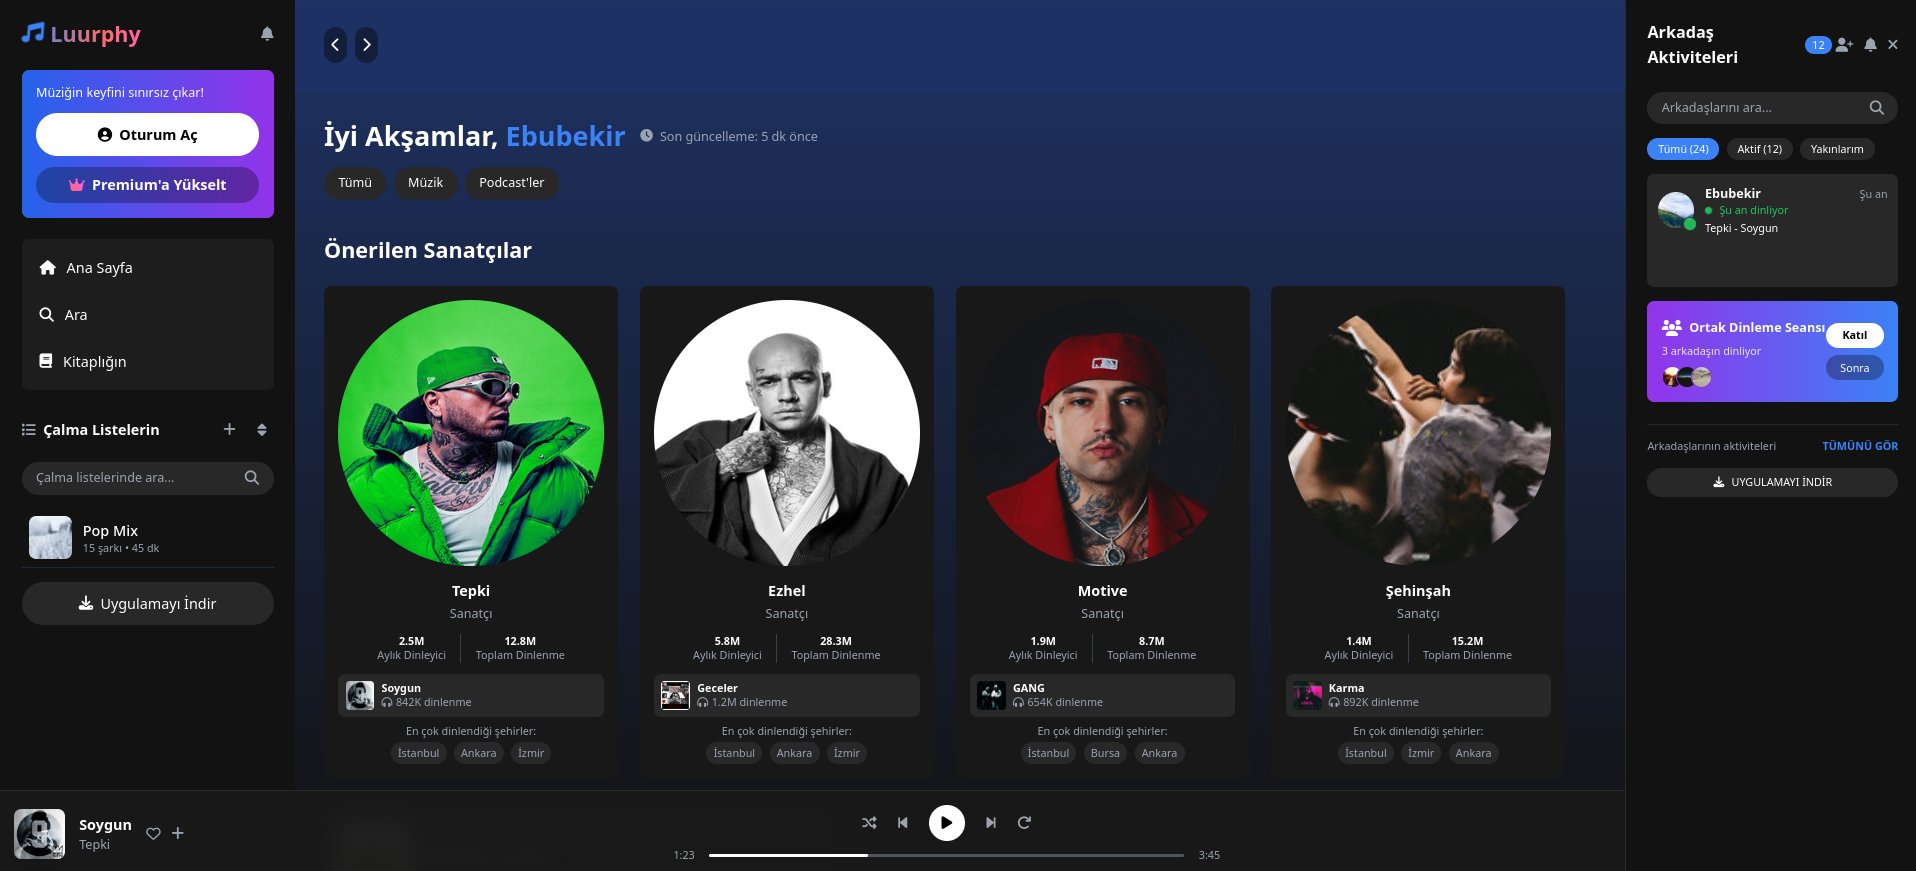 Luurphy
Müziğin keyfini sınırsız çıkar!
Oturum Aç
Premium'a Yükselt
Ana Sayfa
Ara
Kitaplığın
Çalma Listelerin
Çalma listelerinde ara...
Pop Mix
15 şarkı • 45 dk
Uygulamayı İndir
İyi Akşamlar, Ebubekir
Son güncelleme: 5 dk önce
Tümü
Müzik
Podcast'ler
Önerilen Sanatçılar
Tepki
Sanatçı
2.5M
Aylık Dinleyici
12.8M
Toplam Dinlenme
Soygun
842K dinlenme
En çok dinlendiği şehirler:
İstanbul Ankara İzmir
Ezhel
Sanatçı
5.8M
Aylık Dinleyici
28.3M
Toplam Dinlenme
Geceler
1.2M dinlenme
En çok dinlendiği şehirler:
İstanbul Ankara İzmir
Motive
Sanatçı
1.9M
Aylık Dinleyici
8.7M
Toplam Dinlenme
GANG
654K dinlenme
En çok dinlendiği şehirler:
İstanbul Bursa Ankara
Şehinşah
Sanatçı
1.4M
Aylık Dinleyici
15.2M
Toplam Dinlenme
Karma
892K dinlenme
En çok dinlendiği şehirler:
İstanbul İzmir Ankara
Arkadaş
Aktiviteleri
12
Arkadaşlarını ara...
Tümü (24)
Aktif (12)
Yakınlarım
Ebubekir
Şu an
Şu an dinliyor
Tepki - Soygun
Ortak Dinleme Seansı
3 arkadaşın dinliyor
Katıl
Sonra
Arkadaşlarının aktiviteleri
TÜMÜNÜ GÖR
UYGULAMAYI İNDİR
Soygun
Tepki
1:23
3:45